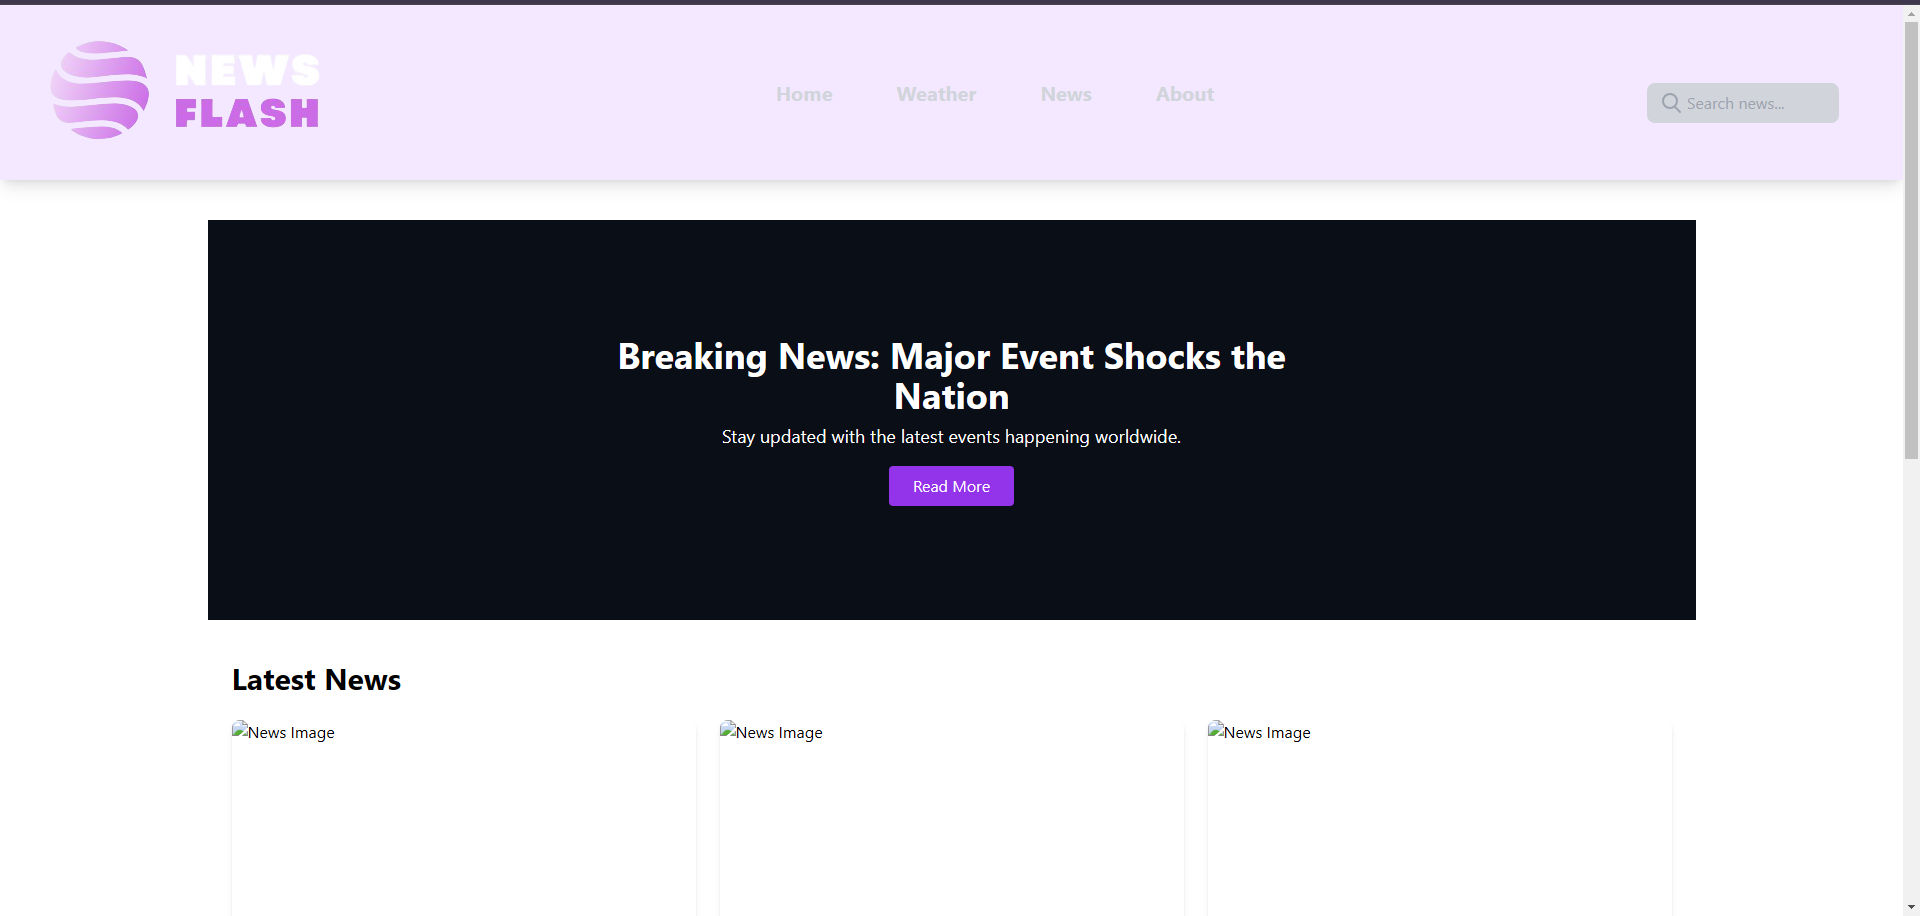 NEWS
FLASH
Home
Weather
News
About
Search news...
Breaking News: Major Event Shocks the
Nation
Stay updated with the latest events happening worldwide.
Read More
Latest News
News Image
News Image
News Image